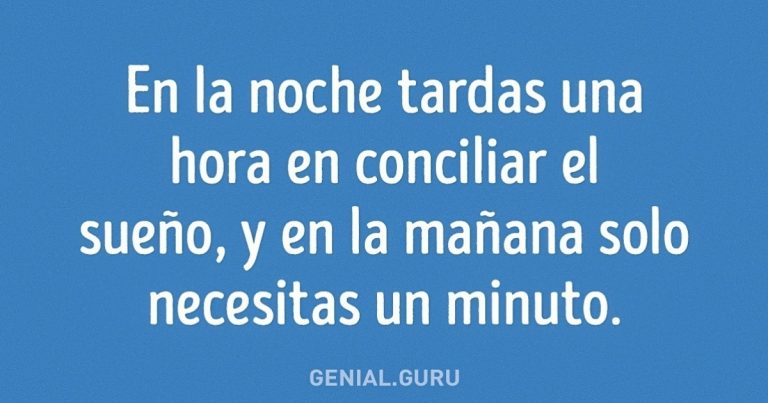 En la noche tardas una
hora en conciliar el
sueño, y en la mañana solo
necesitas un minuto.
GENIAL.GURU